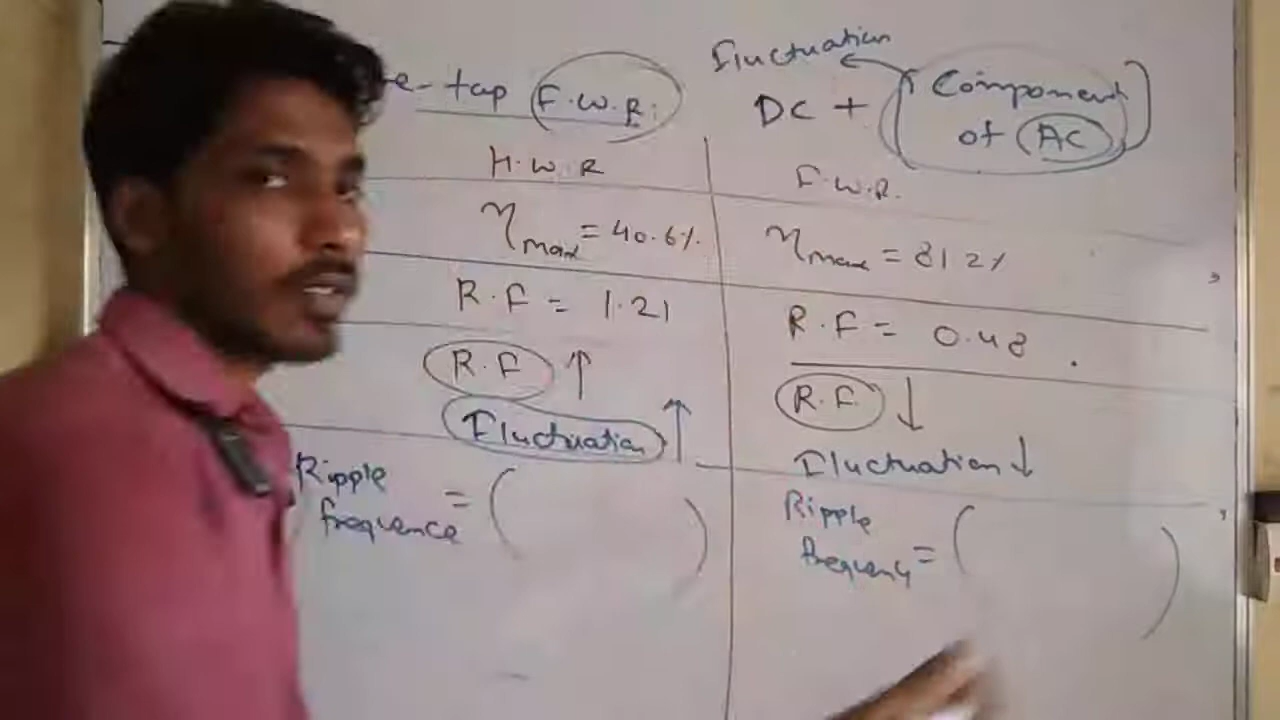 e-tap F.W.R.
Fluctuation
DC + (Component
of AC)
H.W.R
F.W.R.
η max = 40.6%.
η max = 81.2%
R.F = 1.21
R.F = 0.48
R.F ↑
R.F ↓
Fluctuation ↑
Fluctuation ↓
Ripple
frequence = ( )
Ripple
frequency = ( )